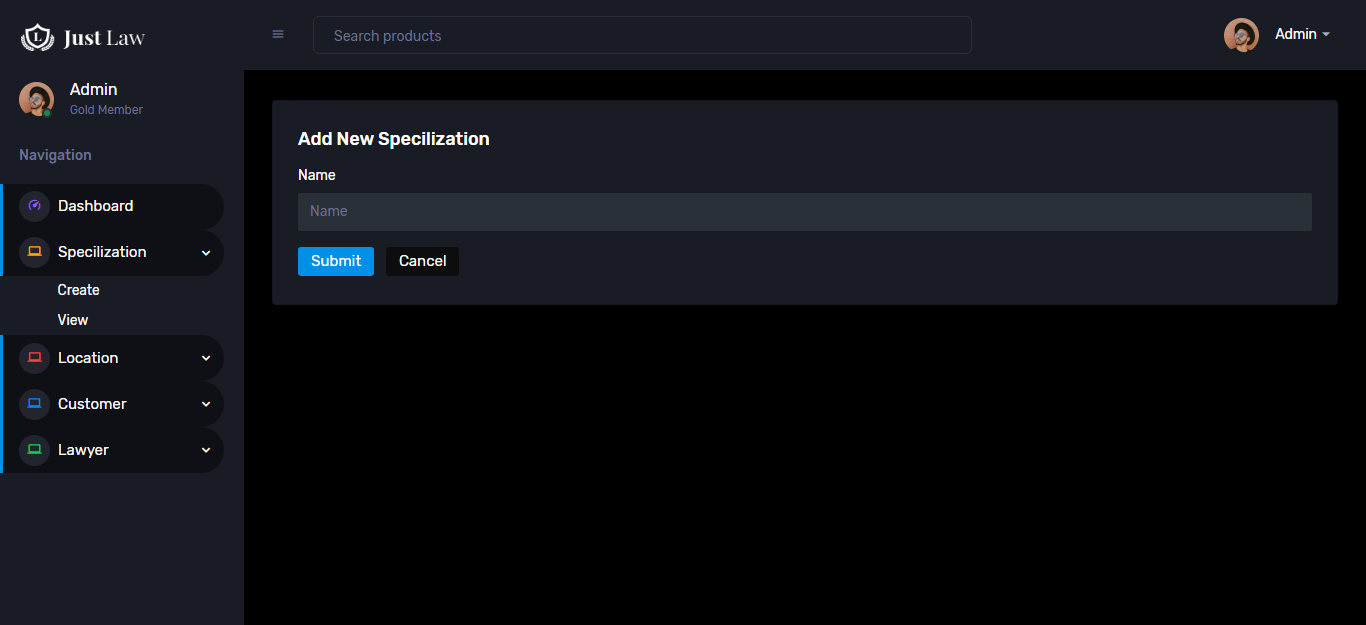 Just Law
Search products
Admin
Admin
Gold Member
Navigation
Dashboard
Specilization
Create
View
Location
Customer
Lawyer
Add New Specilization
Name
Name
Submit Cancel